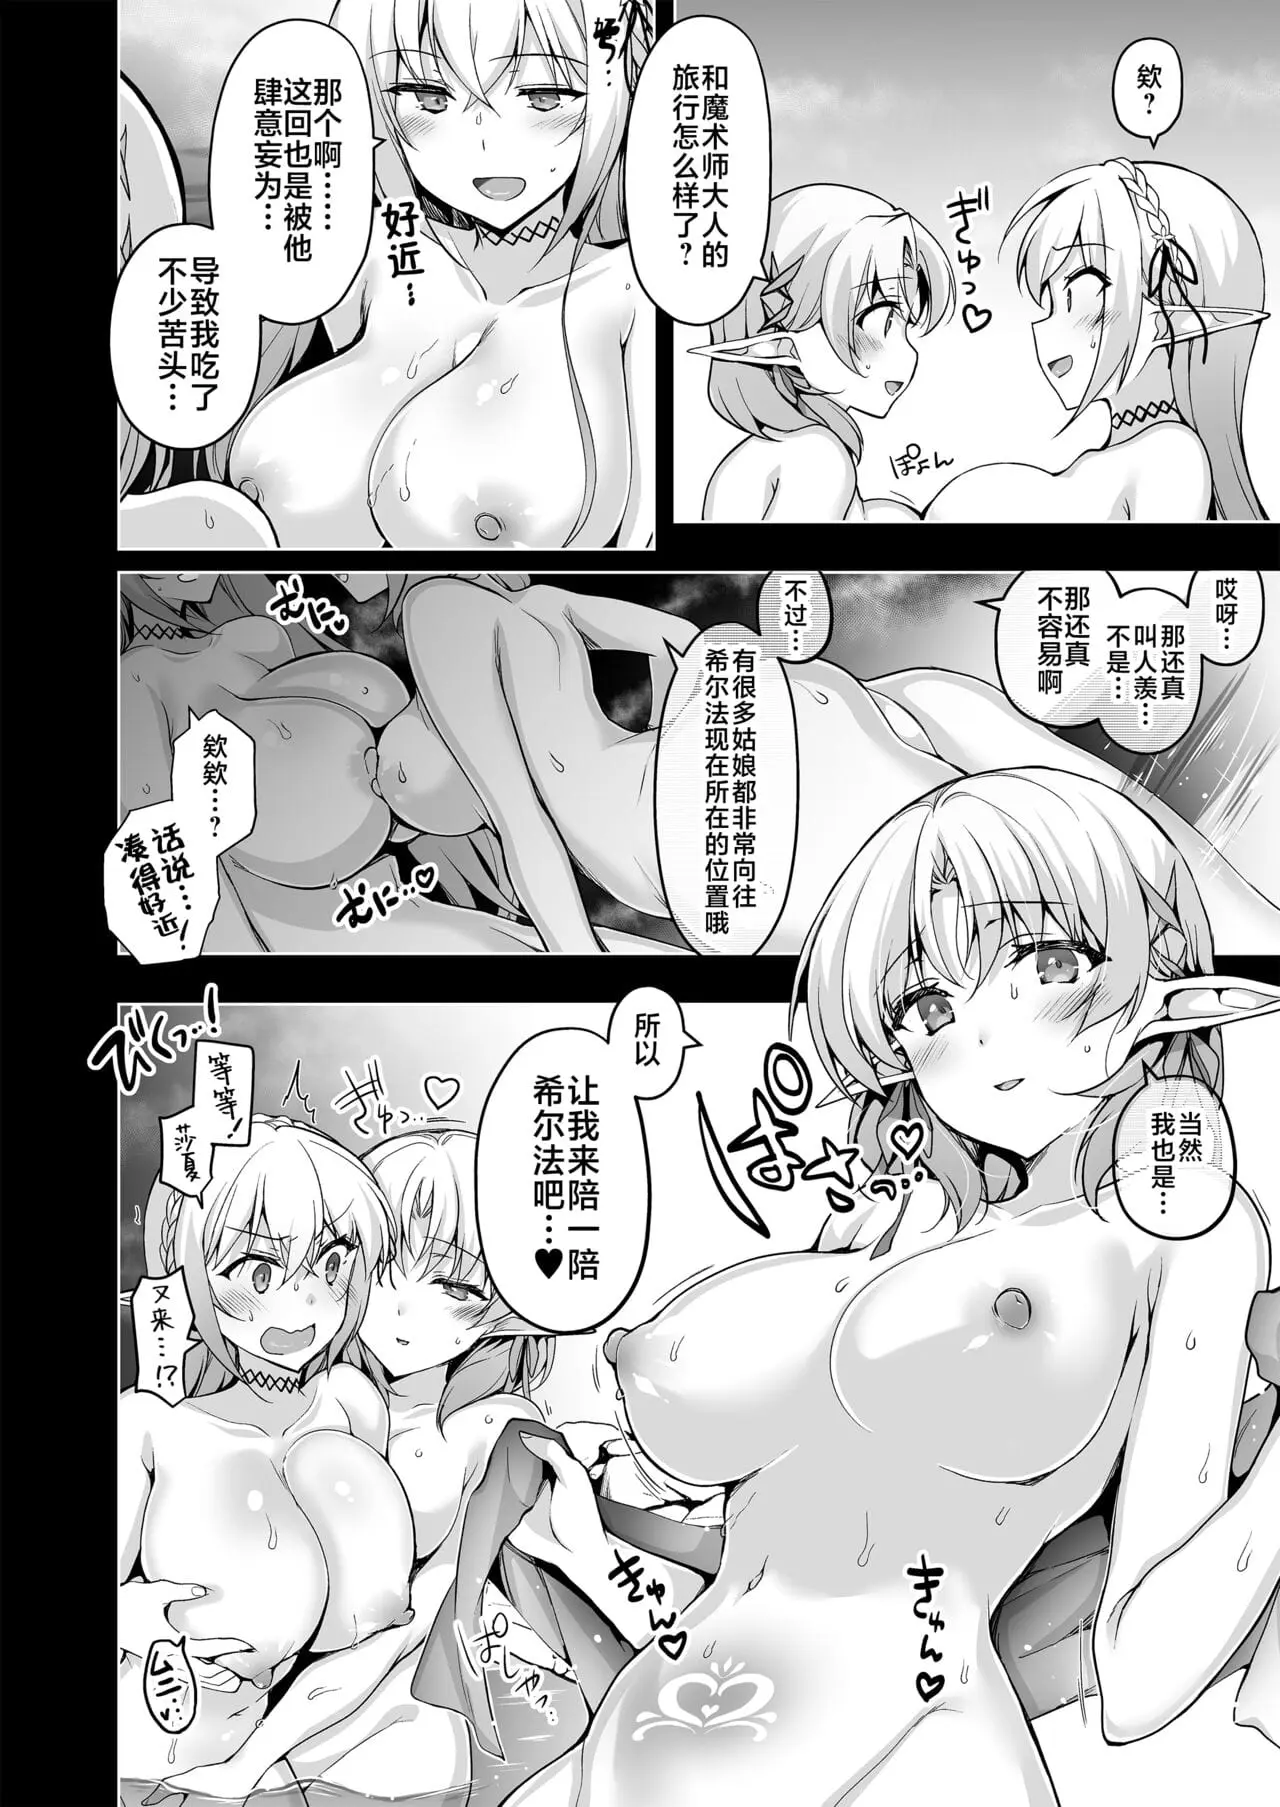 欸?
ぎゅっ…♡
ぽよん
和魔术师大人的
旅行怎么样了?
好近…
那个啊……
这回也是被他
肆意妄为…
导致我吃了
不少苦头…
哎呀…
那还真
叫人羡…
不是…
那还真
不容易啊
不过…
有很多姑娘都非常向往
希尔法现在所在的位置哦
むに…♡
むに…♡
欸欸…?
话说…
凑得好近!
当然
我也是…
ぱさっ…♡
きゅん♡
きゅん♡
所以
让我来陪一陪
希尔法吧…♥
ぎゅっ…♡
びくっ…!
等等!
莎夏
又来…!?
ムニ…♡
ぱしゃっ